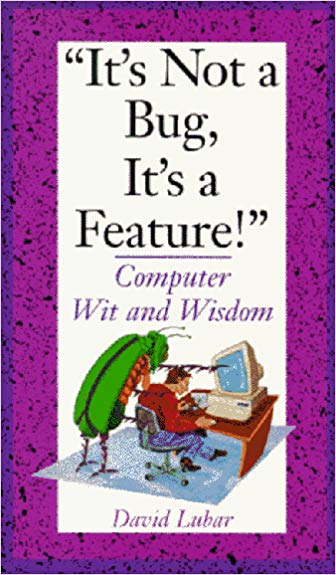 “It's Not a
Bug,
It's a
Feature!”
Computer
Wit and Wisdom
David Lubar